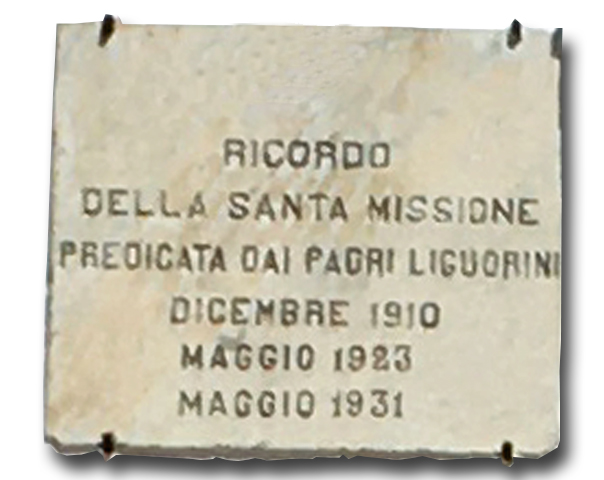 RICORDO
DELLA SANTA MISSIONE
PREDICATA DAI PADRI LIGUORINI
DICEMBRE 1910
MAGGIO 1923
MAGGIO 1931